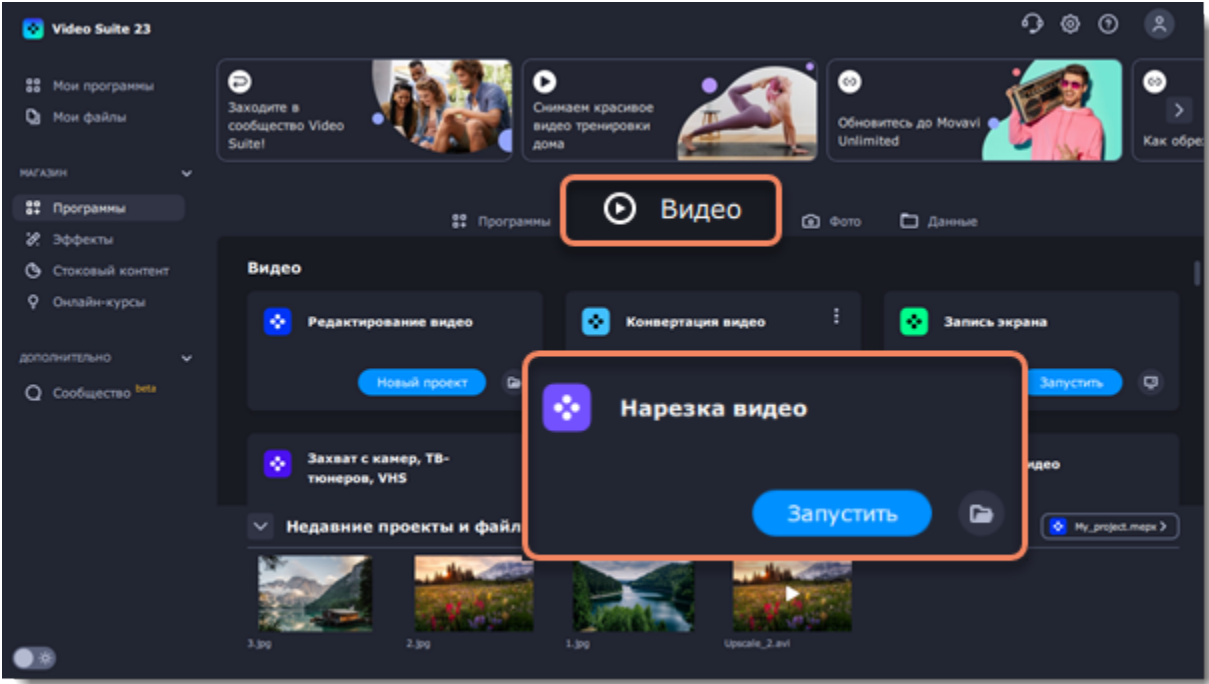 Video Suite 23
Мои программы
Мои файлы
МАГАЗИН
Программы
Эффекты
Стоковый контент
Онлайн-курсы
ДОПОЛНИТЕЛЬНО
Сообщество beta
Заходите в
сообщество Video
Suite!
Снимаем красивое
видео тренировки
дома
Обновитесь до Movavi
Unlimited
Как обре
Программы
Видео
Фото
Данные
Видео
Редактирование видео
Новый проект
Конвертация видео
Запись экрана
Запустить
Захват с камер, ТВ-
тюнеров, VHS
Нарезка видео
Запустить
идео
Недавние проекты и файл
My_project.mepx
3.jpg
2.jpg
1.jpg
Upscale_2.avi